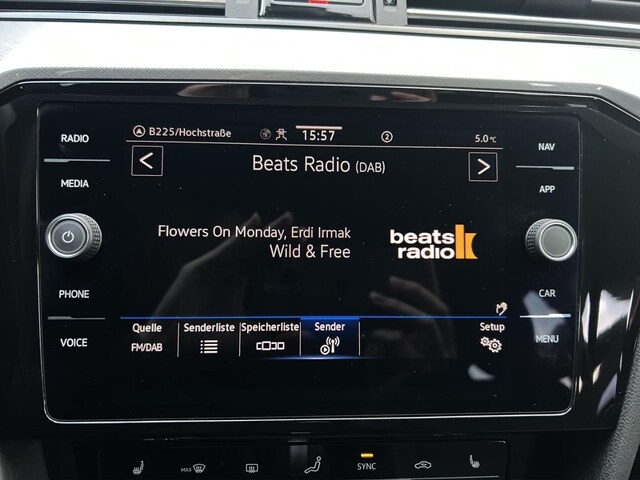 RADIO
MEDIA
PHONE
VOICE
B225/Hochstraße
15:57
2
5.0°C
Beats Radio (DAB)
Flowers On Monday, Erdi Irmak
Wild & Free
beats
radio
Quelle
FM/DAB
Senderliste
Speicherliste
Sender
Setup
NAV
APP
CAR
MENU
MAX
SYNC